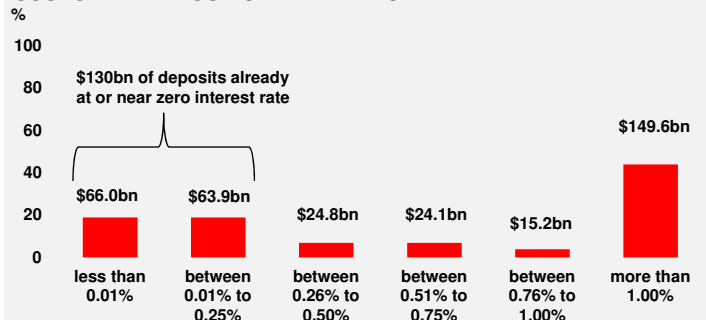 %
100
80
60
40
20
0
$130bn of deposits already
at or near zero interest rate
$66.0bn
$63.9bn
$24.8bn
$24.1bn
$15.2bn
$149.6bn
less than
0.01%
between
0.01% to
0.25%
between
0.26% to
0.50%
between
0.51% to
0.75%
between
0.76% to
1.00%
more than
1.00%